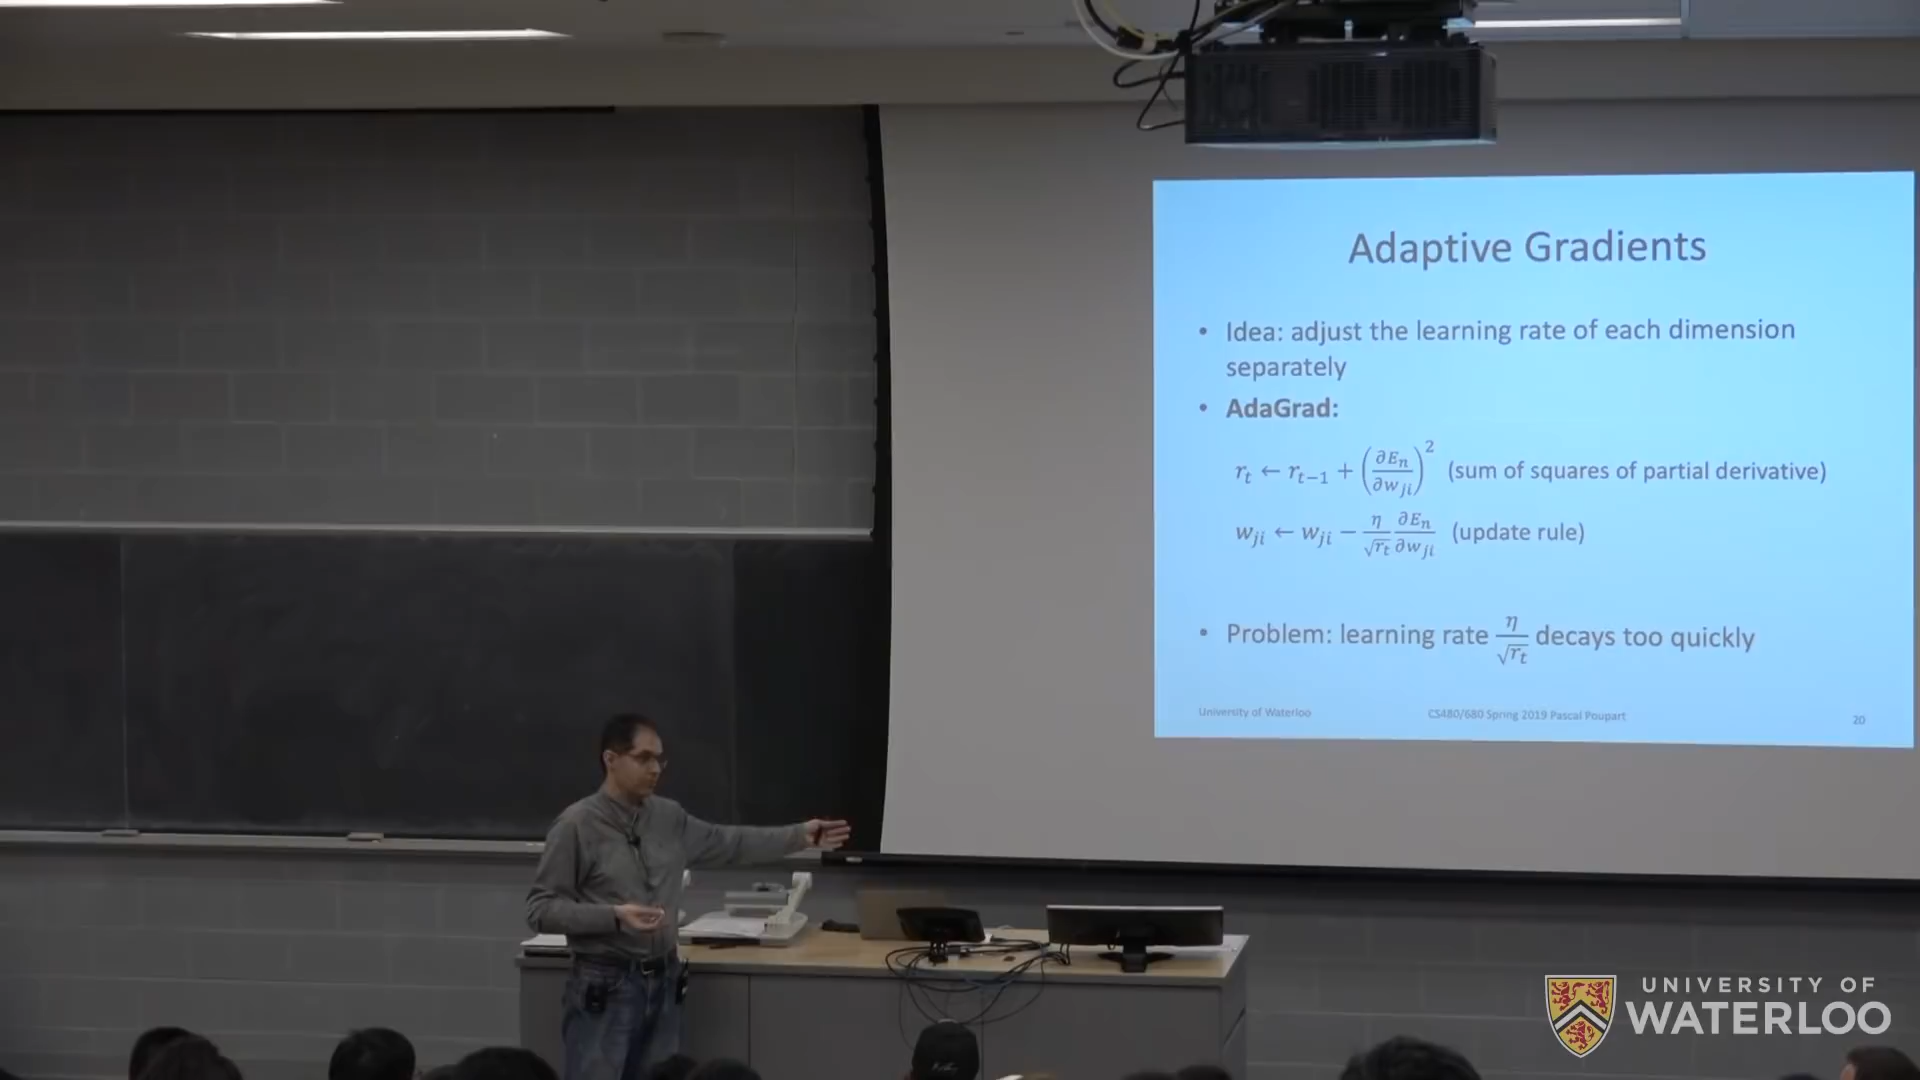 Adaptive Gradients
• Idea: adjust the learning rate of each dimension
separately
• AdaGrad:
r_t ← r_{t−1} + (∂E_n/∂w_{ji})^2 (sum of squares of partial derivative)
w_{ji} ← w_{ji} − η/√r_t ∂E_n/∂w_{ji} (update rule)
• Problem: learning rate η/√r_t decays too quickly
University of Waterloo CS480/680 Spring 2019 Pascal Poupart 20
UNIVERSITY OF
WATERLOO